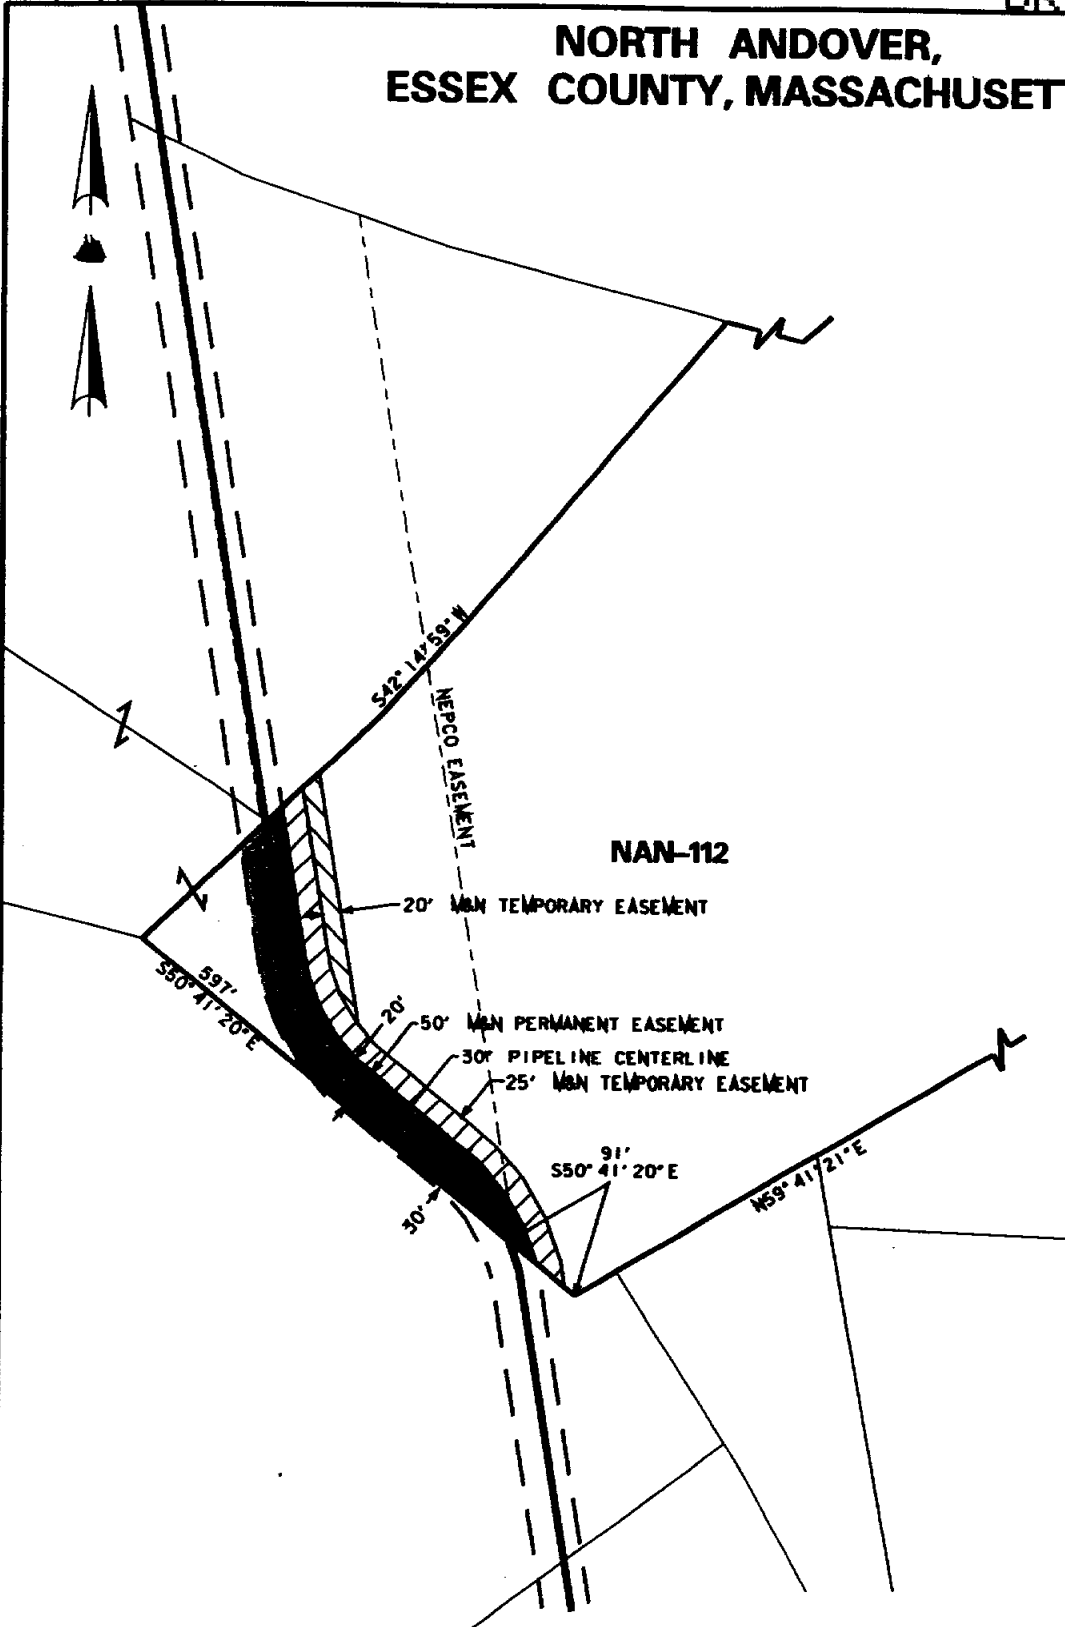 NORTH ANDOVER,
ESSEX COUNTY, MASSACHUSETT
S42° 14' 59" W
NEPCO EASEMENT
NAN-112
20' M&N TEMPORARY EASEMENT
597'
S50° 41' 20" E
20'
50' M&N PERMANENT EASEMENT
30' PIPELINE CENTERLINE
25' M&N TEMPORARY EASEMENT
91'
S50° 41' 20" E
N59° 41' 21" E
30'